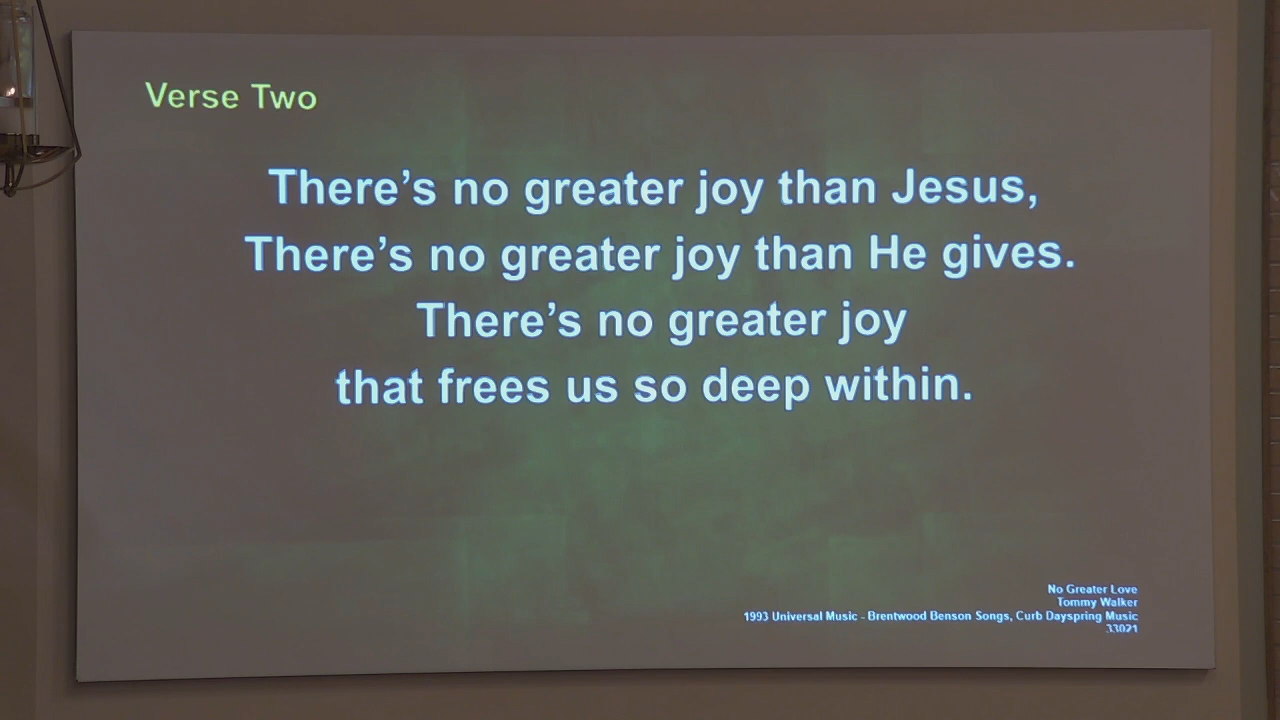 Verse Two
There’s no greater joy than Jesus,
There’s no greater joy than He gives.
There’s no greater joy
that frees us so deep within.
No Greater Love
Tommy Walker
1993 Universal Music - Brentwood Benson Songs, Curb Dayspring Music
33021